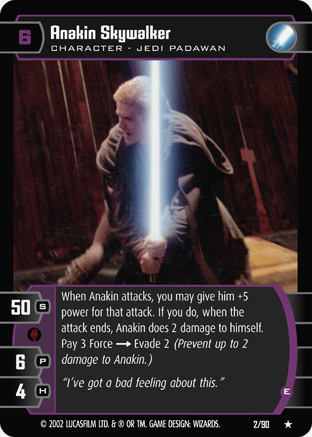 6 Anakin Skywalker
CHARACTER - JEDI PADAWAN
50 S
6 P
4 H
When Anakin attacks, you may give him +5
power for that attack. If you do, when the
attack ends, Anakin does 2 damage to himself.
Pay 3 Force → Evade 2 (Prevent up to 2
damage to Anakin.)
"I've got a bad feeling about this."
E
© 2002 LUCASFILM LTD. & ® OR TM. GAME DESIGN: WIZARDS. 2/90 ★